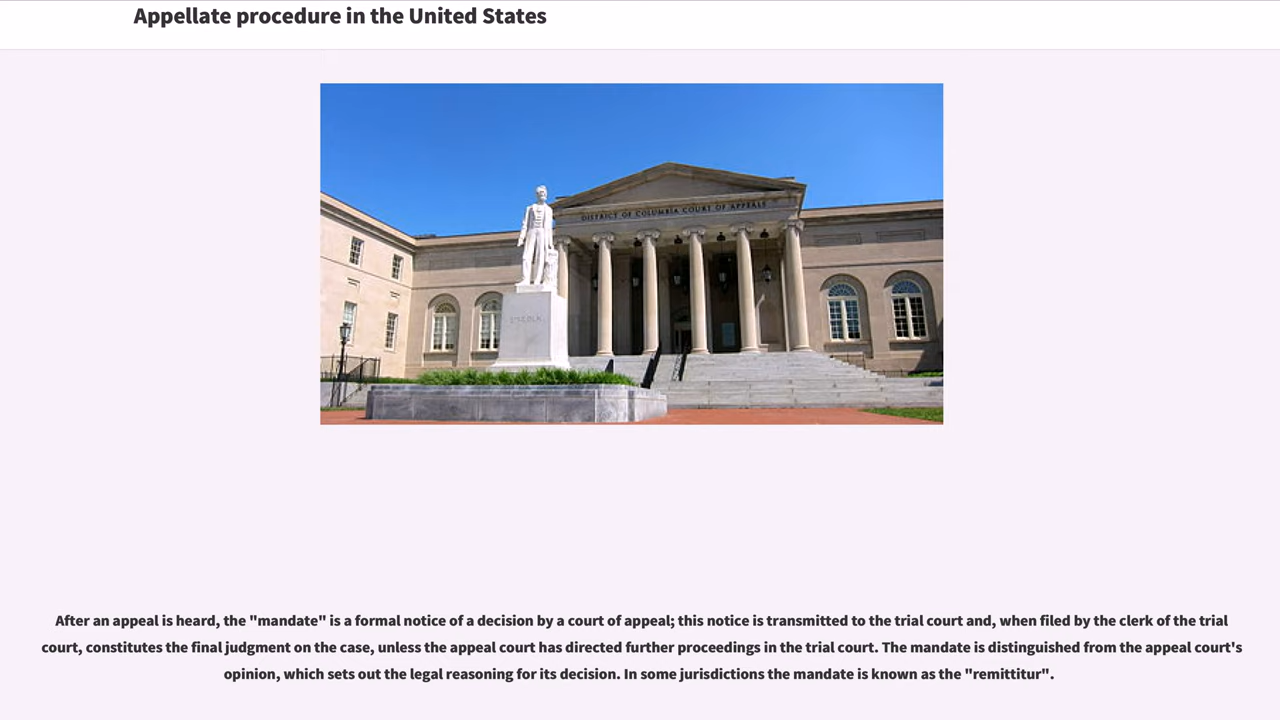 Appellate procedure in the United States
DISTRICT OF COLUMBIA COURT OF APPEALS
LINCOLN
After an appeal is heard, the "mandate" is a formal notice of a decision by a court of appeal; this notice is transmitted to the trial court and, when filed by the clerk of the trial
court, constitutes the final judgment on the case, unless the appeal court has directed further proceedings in the trial court. The mandate is distinguished from the appeal court's
opinion, which sets out the legal reasoning for its decision. In some jurisdictions the mandate is known as the "remittitur".